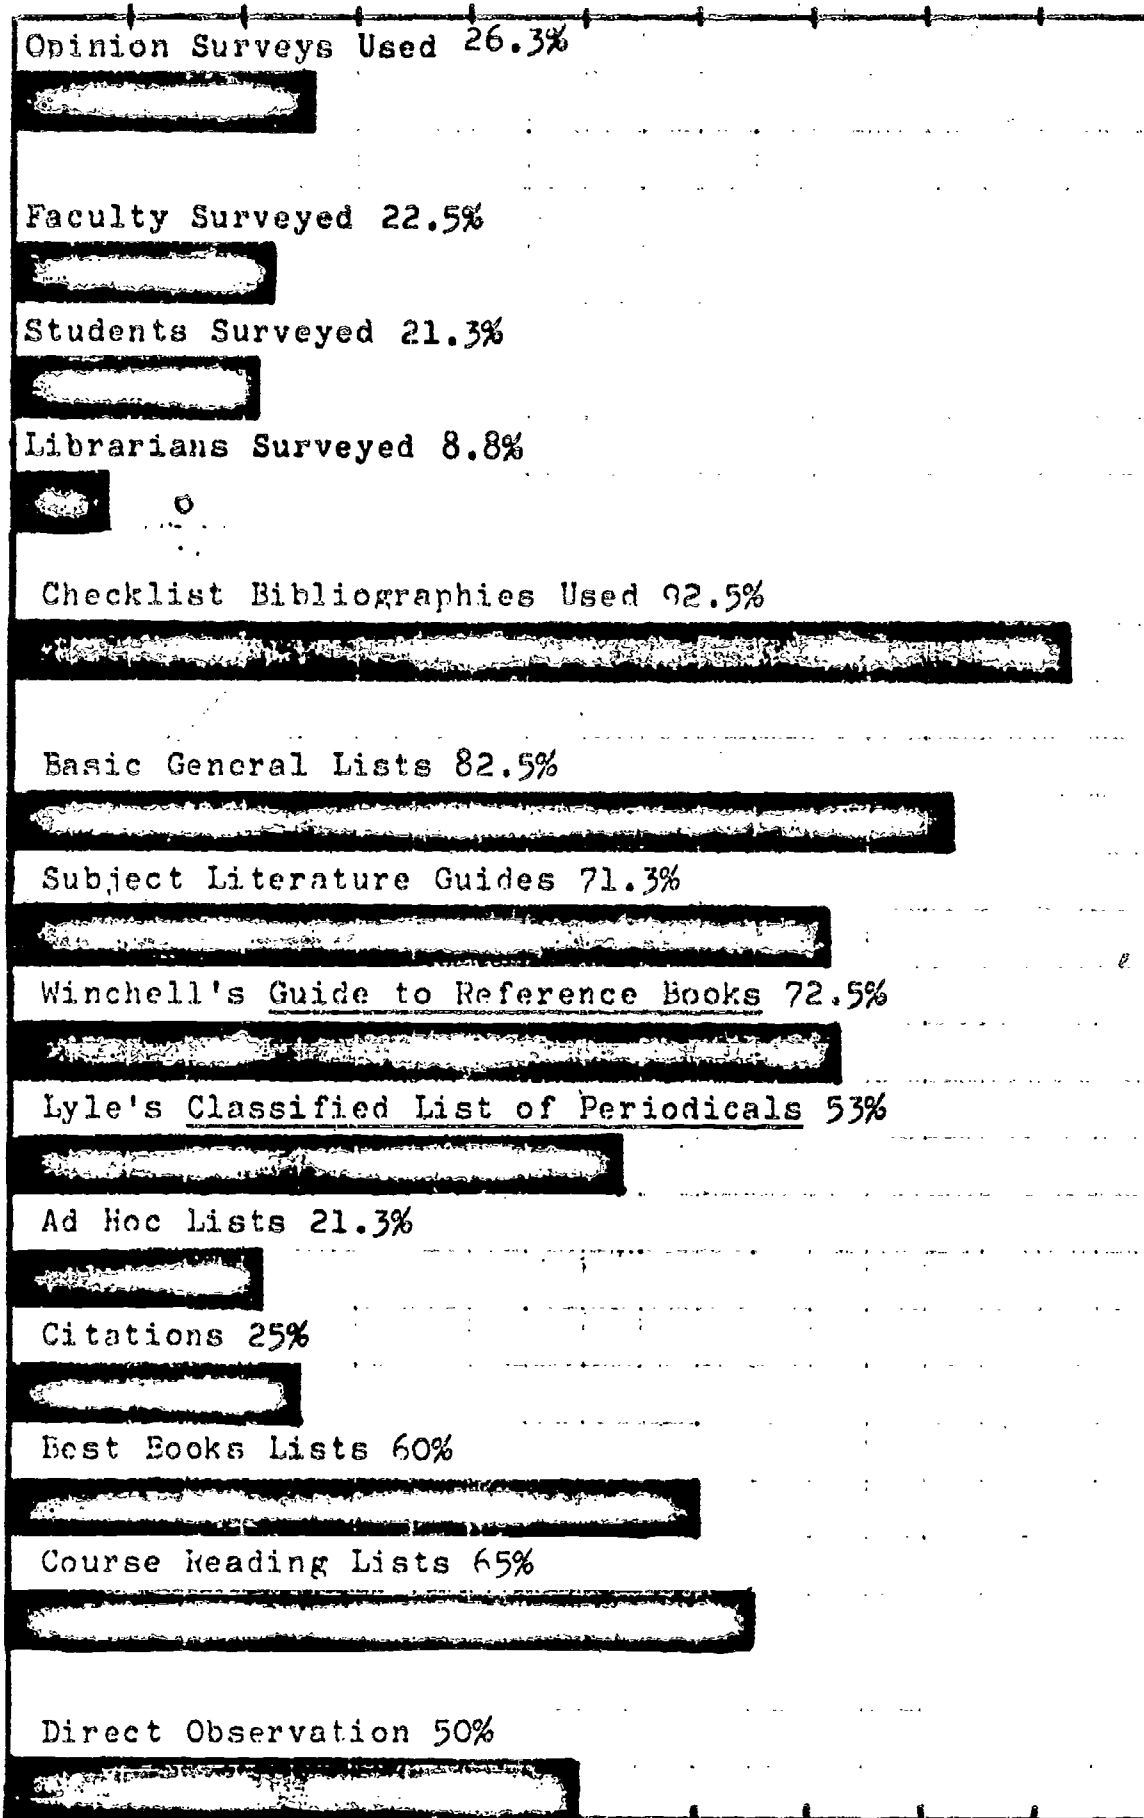 Opinion Surveys Used 26.3%
Faculty Surveyed 22.5%
Students Surveyed 21.3%
Librarians Surveyed 8.8%
Checklist Bibliographies Used 92.5%
Basic General Lists 82.5%
Subject Literature Guides 71.3%
Winchell's Guide to Reference Books 72.5%
Lyle's Classified List of Periodicals 53%
Ad Hoc Lists 21.3%
Citations 25%
Best Books Lists 60%
Course Reading Lists 65%
Direct Observation 50%